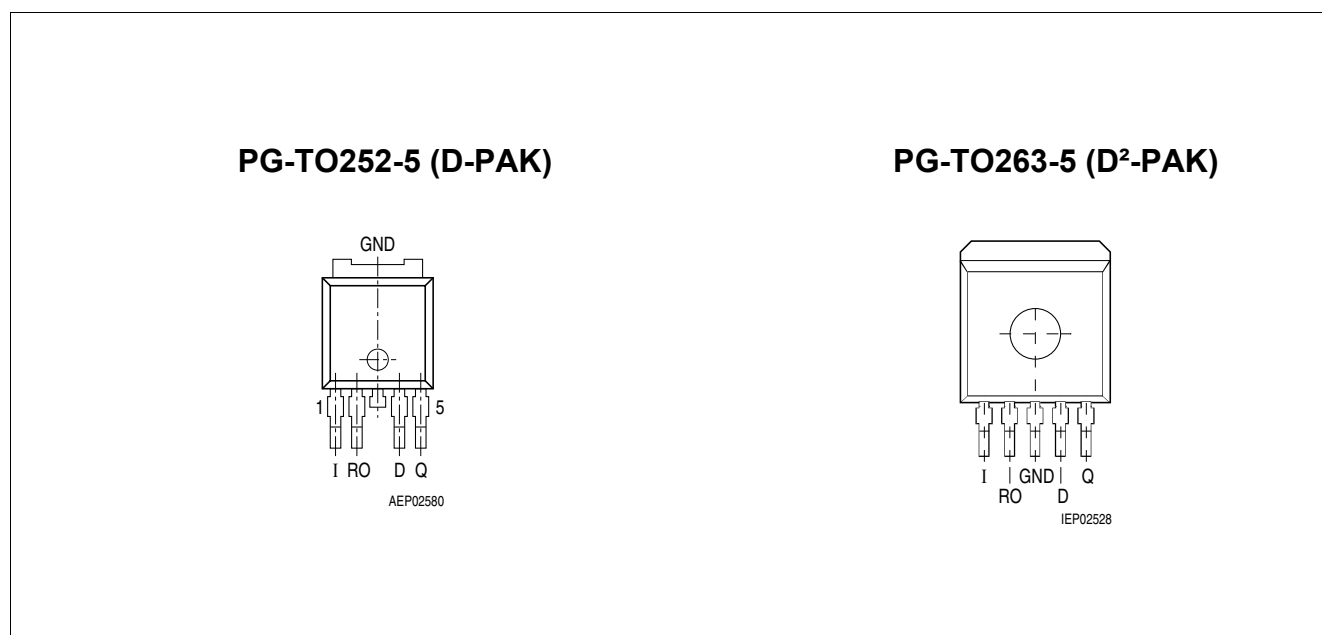 PG-TO252-5 (D-PAK)
GND
1
5
I RO D Q
AEP02580
PG-TO263-5 (D²-PAK)
I GND Q
RO D
IEP02528